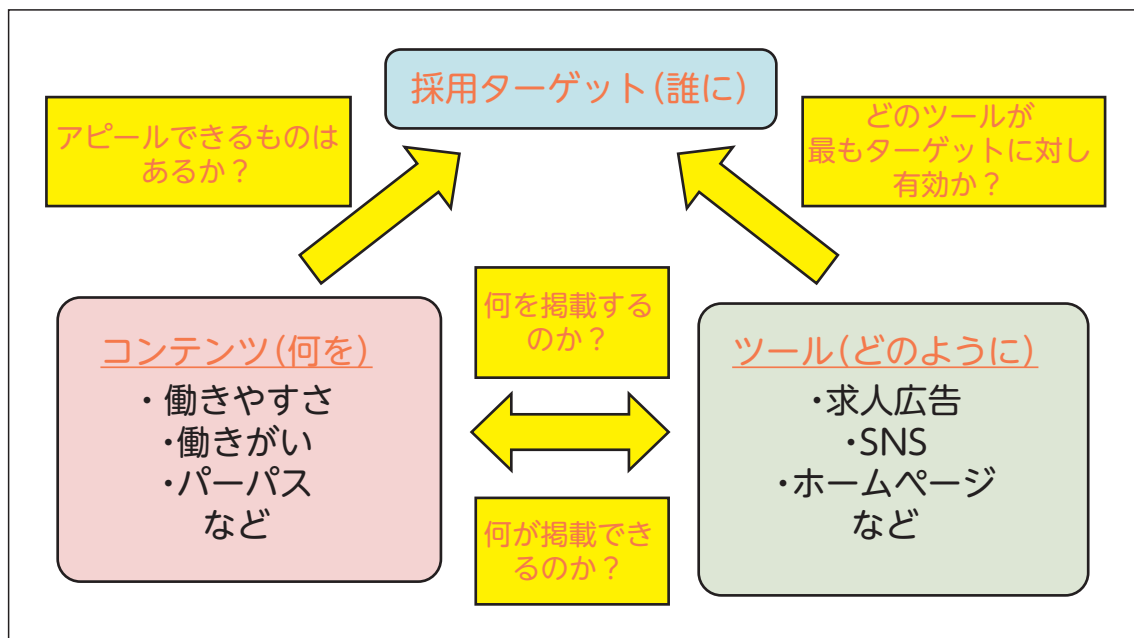 採用ターゲット(誰に)
アピールできるものは
あるか？
どのツールが
最もターゲットに対し
有効か？
何を掲載する
のか？
コンテンツ(何を)
・働きやすさ
・働きがい
・パーパス
など
ツール(どのように)
・求人広告
・SNS
・ホームページ
など
何が掲載でき
るのか？